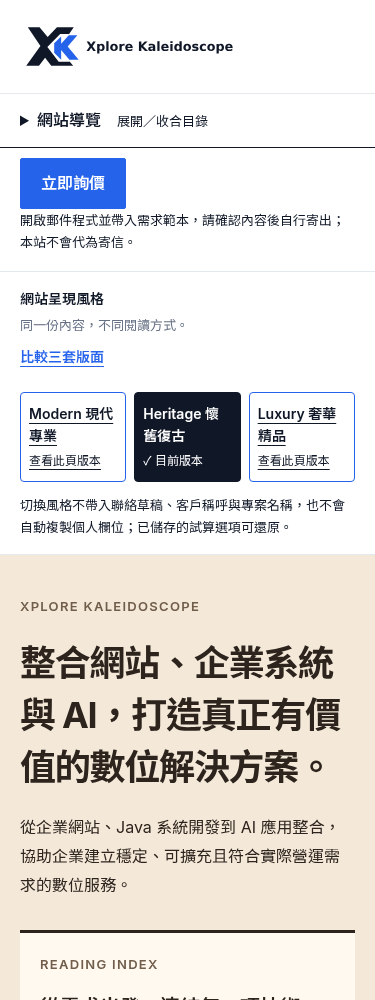 Xplore Kaleidoscope
▶ 網站導覽 展開／收合目錄
立即詢價
開啟郵件程式並帶入需求範本，請確認內容後自行寄出；
本站不會代為寄信。
網站呈現風格
同一份內容，不同閱讀方式。
比較三套版面
Modern 現代
專業
查看此頁版本
Heritage 懷
舊復古
✓ 目前版本
Luxury 奢華
精品
查看此頁版本
切換風格不帶入聯絡草稿、客戶稱呼與專案名稱，也不會
自動複製個人欄位；已儲存的試算選項可還原。
XPLORE KALEIDOSCOPE
整合網站、企業系統
與 AI，打造真正有價
值的數位解決方案。
從企業網站、Java 系統開發到 AI 應用整合，
協助企業建立穩定、可擴充且符合實際營運需
求的數位服務。
READING INDEX